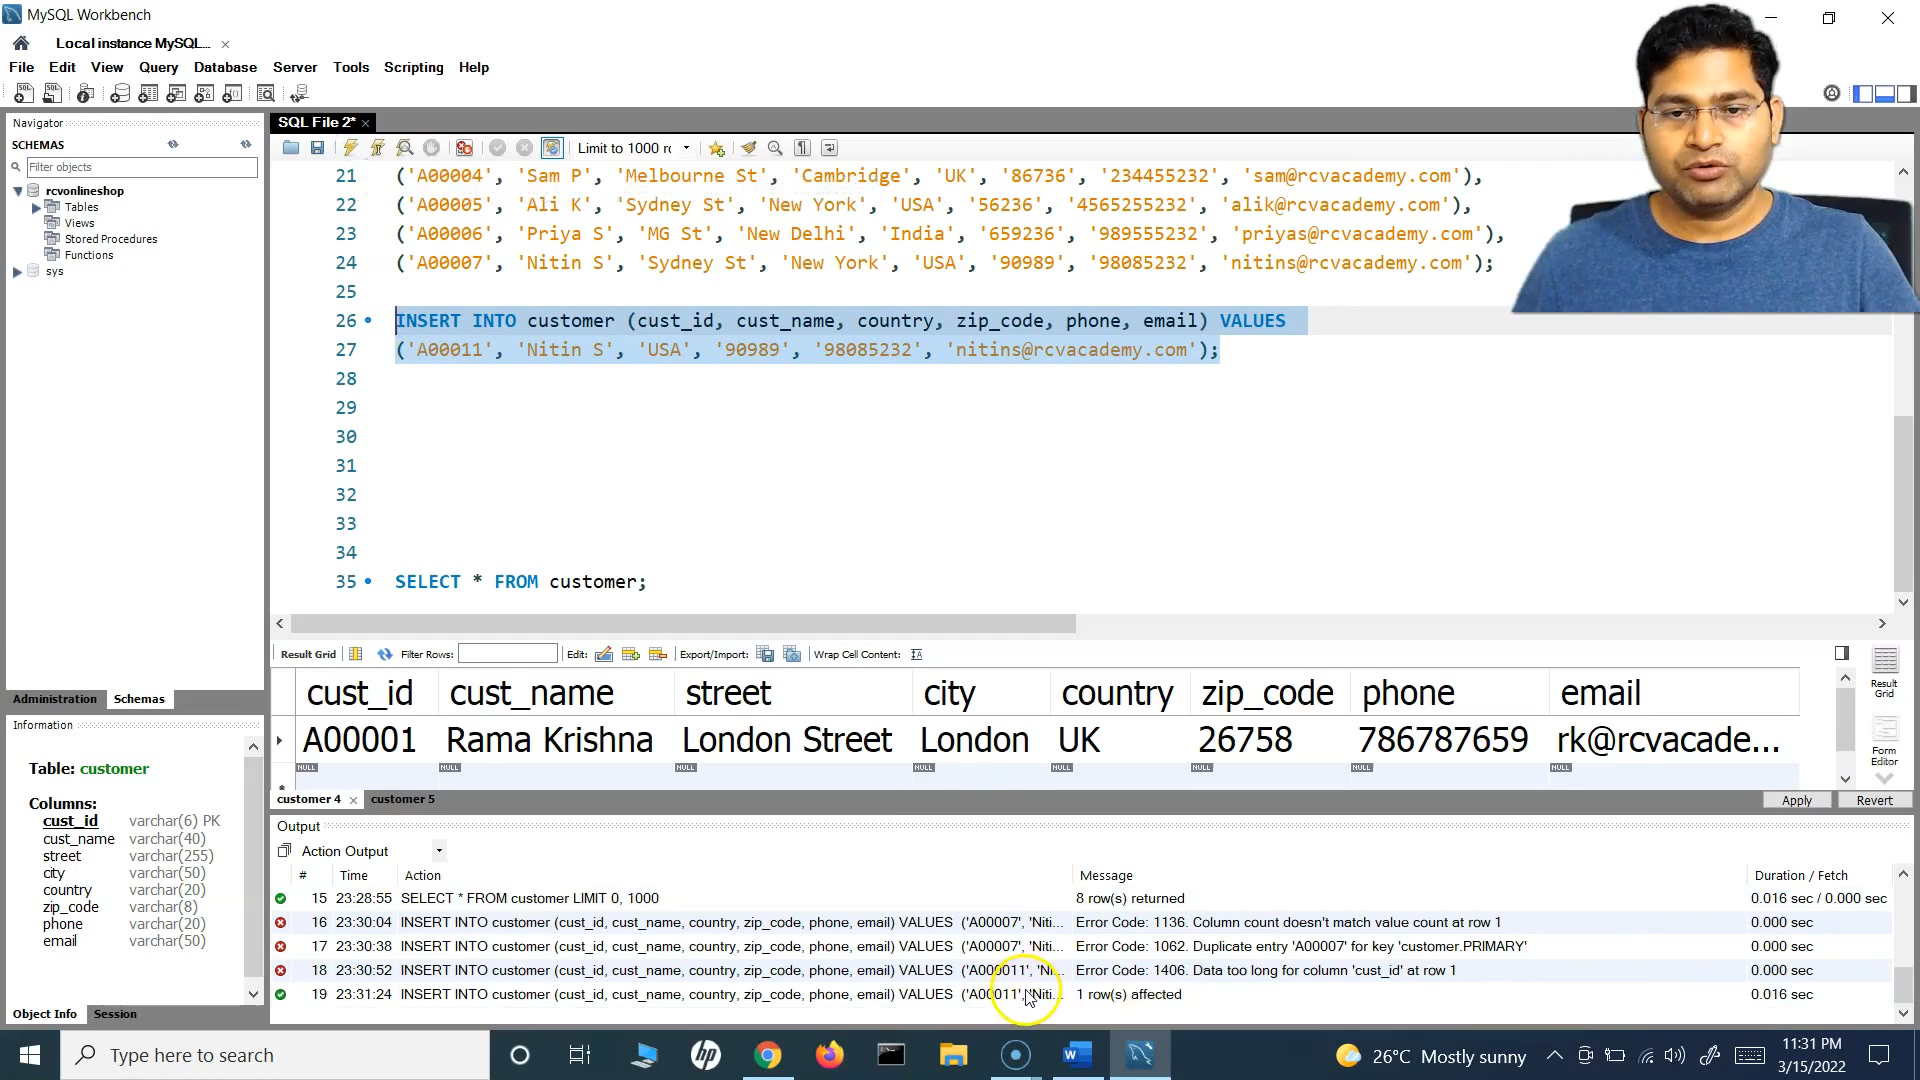 MySQL Workbench
Local instance MySQL...
File Edit View Query Database Server Tools Scripting Help
Navigator
SCHEMAS
Filter objects
rcvonlineshop
Tables
Views
Stored Procedures
Functions
sys
Administration Schemas
Information
Table: customer
Columns:
cust_id varchar(6) PK
cust_name varchar(40)
street varchar(255)
city varchar(50)
country varchar(20)
zip_code varchar(8)
phone varchar(20)
email varchar(50)
Object Info Session
SQL File 2*
Limit to 1000 rc
21 ('A00004', 'Sam P', 'Melbourne St', 'Cambridge', 'UK', '86736', '234455232', 'sam@rcvacademy.com'),
22 ('A00005', 'Ali K', 'Sydney St', 'New York', 'USA', '56236', '4565255232', 'alik@rcvacademy.com'),
23 ('A00006', 'Priya S', 'MG St', 'New Delhi', 'India', '659236', '989555232', 'priyas@rcvacademy.com'),
24 ('A00007', 'Nitin S', 'Sydney St', 'New York', 'USA', '90989', '98085232', 'nitins@rcvacademy.com');
25
26 INSERT INTO customer (cust_id, cust_name, country, zip_code, phone, email) VALUES
27 ('A00011', 'Nitin S', 'USA', '90989', '98085232', 'nitins@rcvacademy.com');
28
29
30
31
32
33
34
35 SELECT * FROM customer;
Result Grid Filter Rows: Edit: Export/Import: Wrap Cell Content:
cust_id cust_name street city country zip_code phone email
A00001 Rama Krishna London Street London UK 26758 786787659 rk@rcvacade...
NULL NULL NULL NULL NULL NULL NULL NULL
Result Grid
Form Editor
customer 4 customer 5 Apply Revert
Output
Action Output
# Time Action Message Duration / Fetch
15 23:28:55 SELECT * FROM customer LIMIT 0, 1000 8 row(s) returned 0.016 sec / 0.000 sec
16 23:30:04 INSERT INTO customer (cust_id, cust_name, country, zip_code, phone, email) VALUES ('A00007', 'Niti... Error Code: 1136. Column count doesn't match value count at row 1 0.000 sec
17 23:30:38 INSERT INTO customer (cust_id, cust_name, country, zip_code, phone, email) VALUES ('A00007', 'Niti... Error Code: 1062. Duplicate entry 'A00007' for key 'customer.PRIMARY' 0.000 sec
18 23:30:52 INSERT INTO customer (cust_id, cust_name, country, zip_code, phone, email) VALUES ('A000011', 'Ni... Error Code: 1406. Data too long for column 'cust_id' at row 1 0.000 sec
19 23:31:24 INSERT INTO customer (cust_id, cust_name, country, zip_code, phone, email) VALUES ('A00011', 'Niti... 1 row(s) affected 0.016 sec
Type here to search
26°C Mostly sunny
11:31 PM
3/15/2022